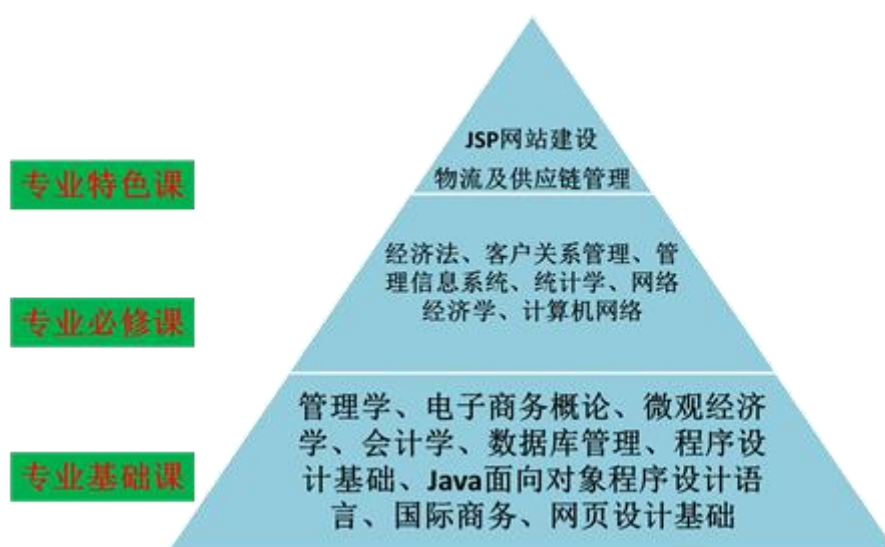 JSP网站建设
物流及供应链管理
专业特色课
经济法、客户关系管理、管
理信息系统、统计学、网络
经济学、计算机网络
专业必修课
管理学、电子商务概论、微观经济
学、会计学、数据库管理、程序设
计基础、Java面向对象程序设计语
言、国际商务、网页设计基础
专业基础课